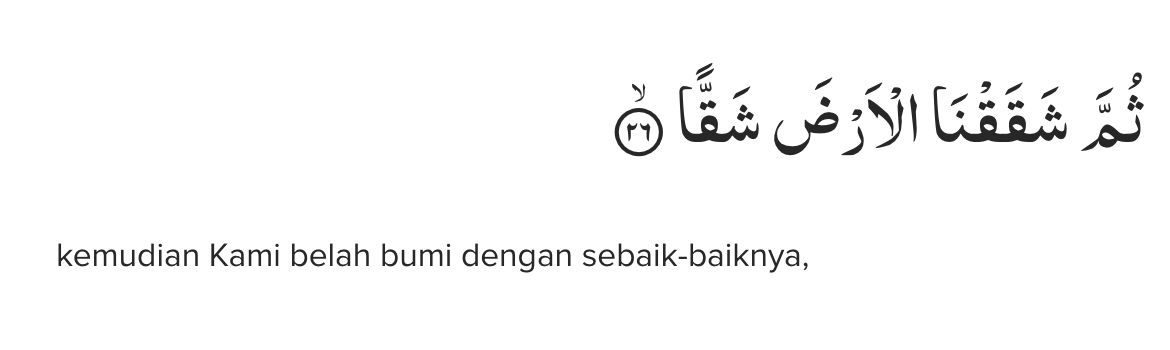 ثُمَّ شَقَقْنَا الْاَرْضَ شَقًّا ۙ ٢٦
kemudian Kami belah bumi dengan sebaik-baiknya,